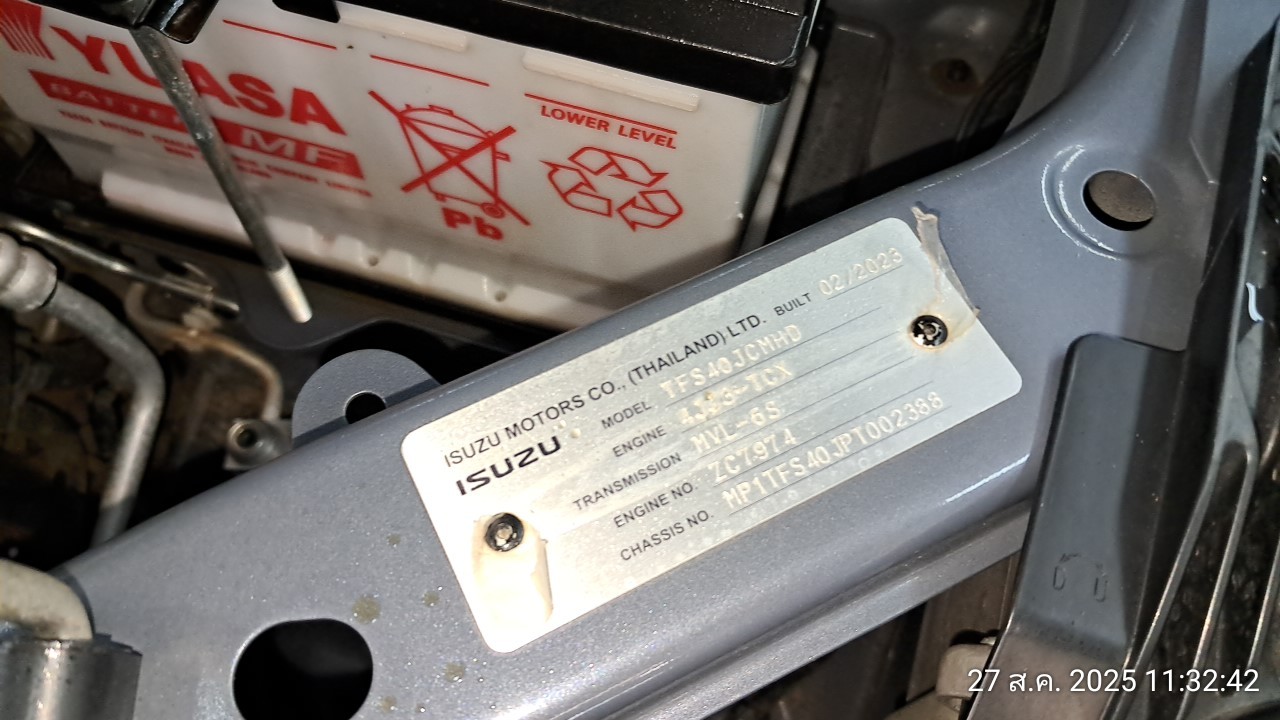 YUASA
BATTERY MF
Pb
LOWER LEVEL
ISUZU MOTORS CO., (THAILAND) LTD. BUILT 02/2023
ISUZU
MODEL TFS40JCMHD
ENGINE 4JJ3-TCX
TRANSMISSION MVL-6S
ENGINE NO. ZC7974
CHASSIS NO. MP1TFS40JPT002388
27 ส.ค. 2025 11:32:42